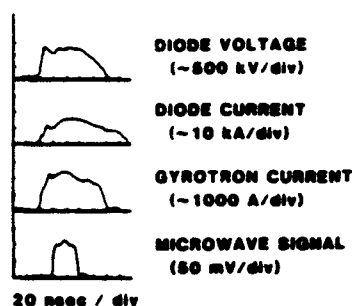 DIODE VOLTAGE
(~500 kV/div)
DIODE CURRENT
(~10 kA/div)
GYROTRON CURRENT
(~1000 A/div)
MICROWAVE SIGNAL
(50 mV/div)
20 nsec / div